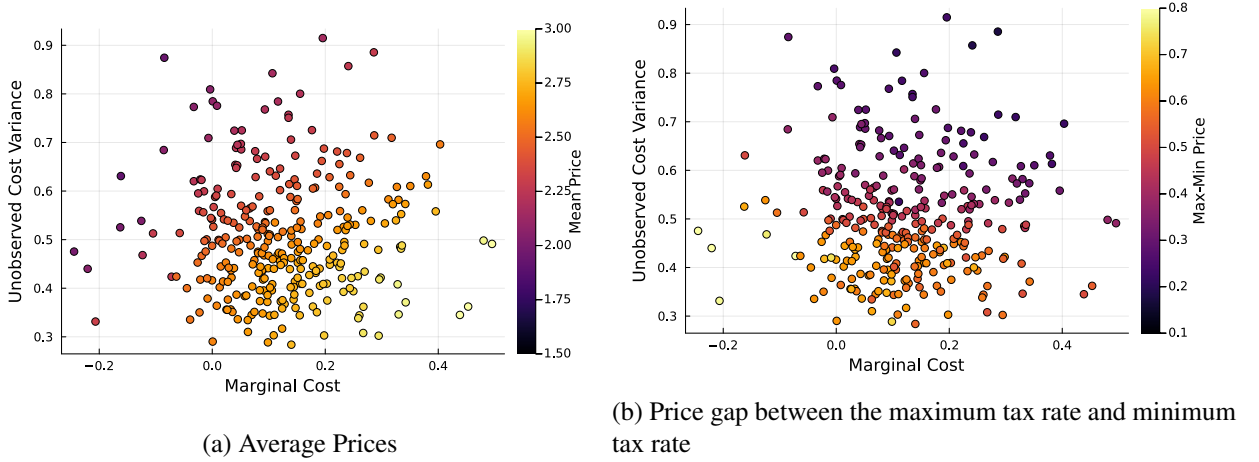 0.9
0.8
0.7
0.6
0.5
0.4
0.3
Unobserved Cost Variance
−0.2 0.0 0.2 0.4
Marginal Cost
3.00
2.75
2.50
2.25
2.00
1.75
1.50
Mean Price
(a) Average Prices
0.9
0.8
0.7
0.6
0.5
0.4
0.3
Unobserved Cost Variance
−0.2 0.0 0.2 0.4
Marginal Cost
0.8
0.7
0.6
0.5
0.4
0.3
0.2
0.1
Max-Min Price
(b) Price gap between the maximum tax rate and minimum
tax rate